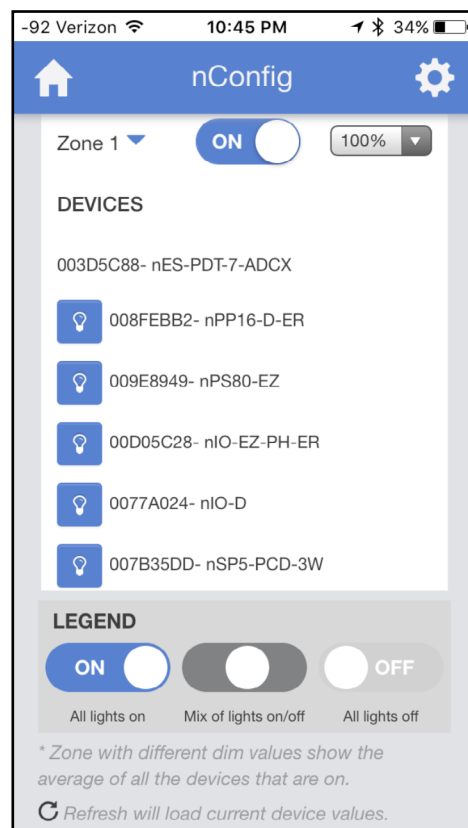 -92 Verizon 10:45 PM 34%
nConfig
Zone 1 ON 100%
DEVICES
003D5C88- nES-PDT-7-ADCX
008FEBB2- nPP16-D-ER
009E8949- nPS80-EZ
00D05C28- nIO-EZ-PH-ER
0077A024- nIO-D
007B35DD- nSP5-PCD-3W
LEGEND
ON OFF
All lights on Mix of lights on/off All lights off
* Zone with different dim values show the
average of all the devices that are on.
Refresh will load current device values.